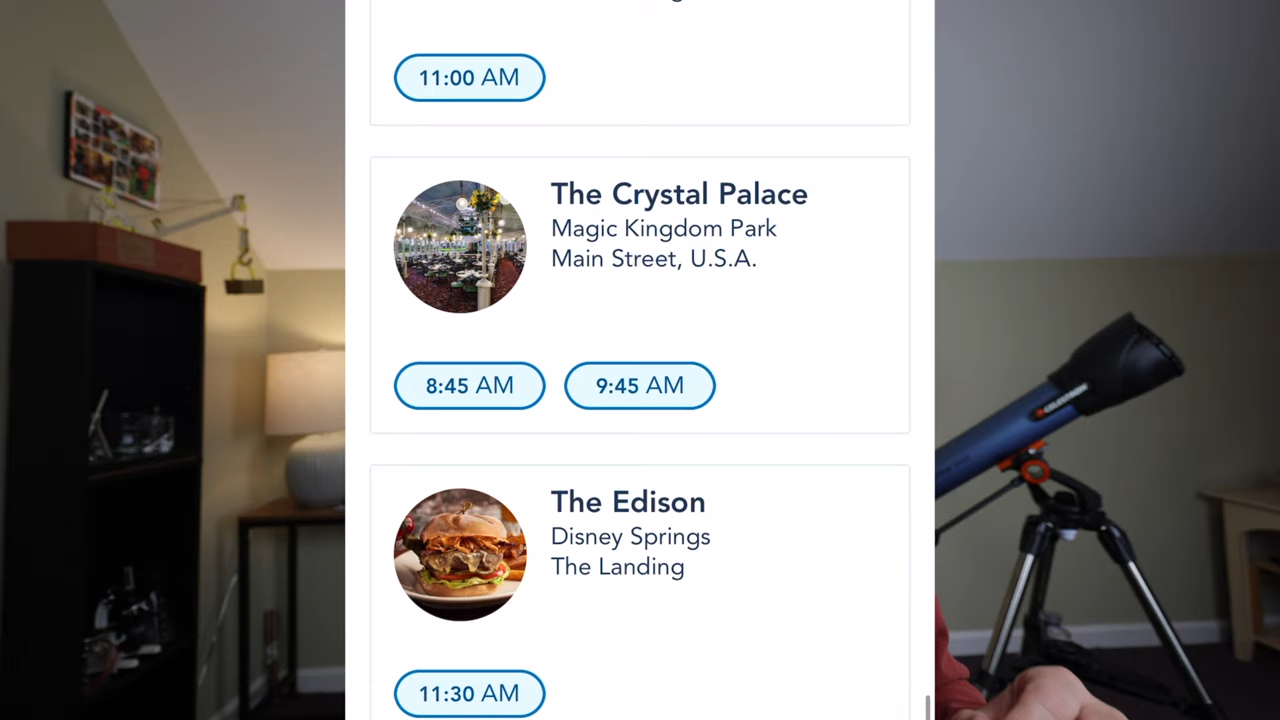 11:00 AM
The Crystal Palace
Magic Kingdom Park
Main Street, U.S.A.
8:45 AM
9:45 AM
The Edison
Disney Springs
The Landing
11:30 AM
CELESTRON